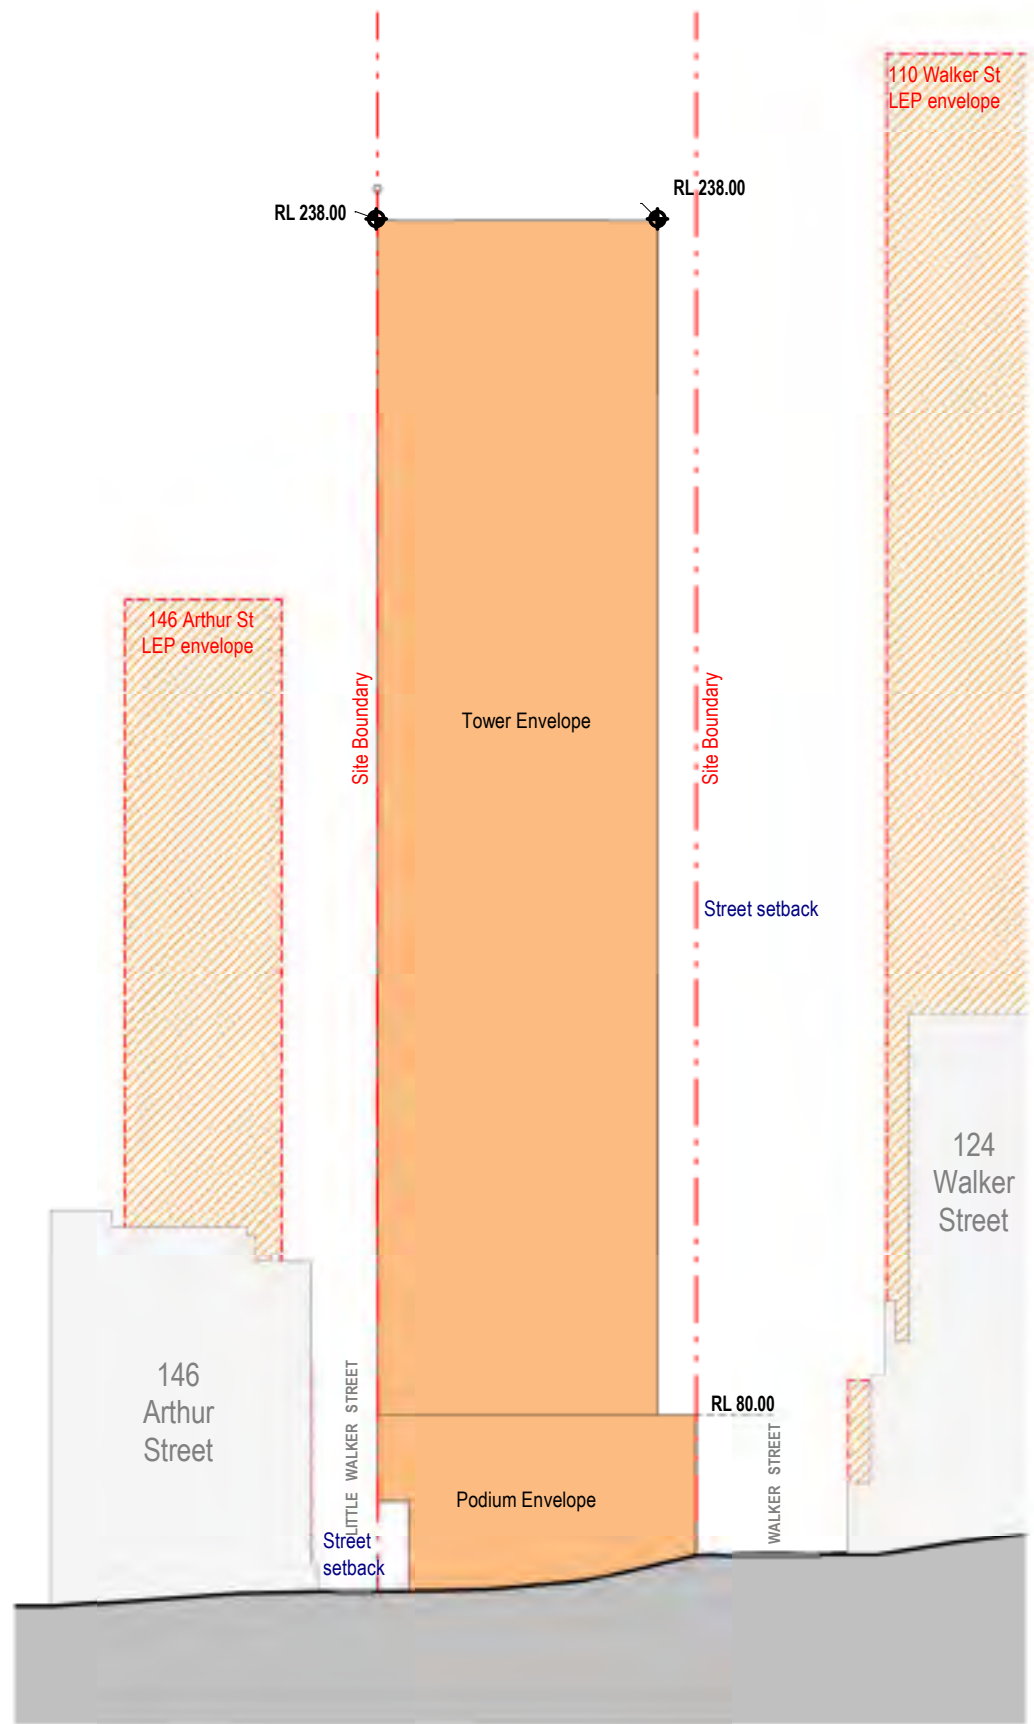 110 Walker St
LEP envelope
RL 238.00
RL 238.00
146 Arthur St
LEP envelope
Site Boundary
Tower Envelope
Site Boundary
Street setback
124
Walker
Street
146
Arthur
Street
LITTLE WALKER STREET
RL 80.00
WALKER STREET
Podium Envelope
Street
setback